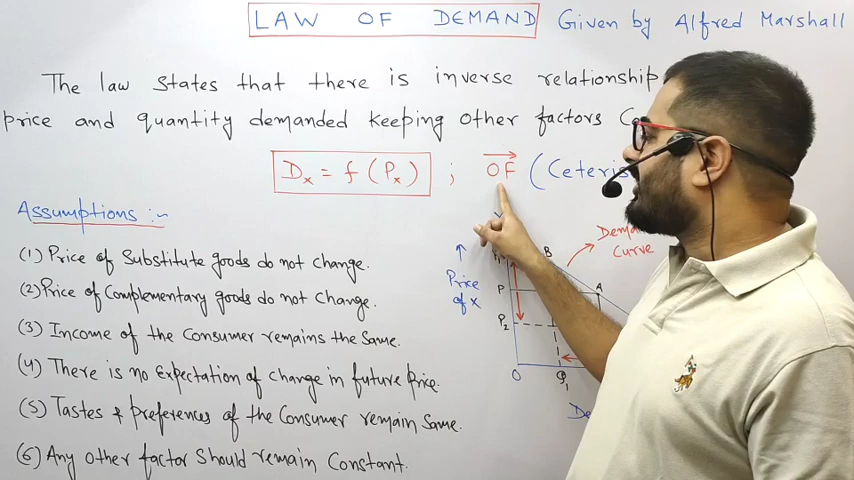 LAW OF DEMAND Given by Alfred Marshall
The law states that there is inverse relationship
price and quantity demanded keeping other factors
Dx = f (Px) ; OF (Ceteris
Assumptions :-
(1) Price of Substitute goods do not change.
(2) Price of Complementary goods do not change.
(3) Income of the Consumer remains the same.
(4) There is no Expectation of change in future price.
(5) Tastes & preferences of the Consumer remain Same.
(6) Any other factor Should remain Constant.
Curve
B
Price
of x
P
A
P2
O
Q1